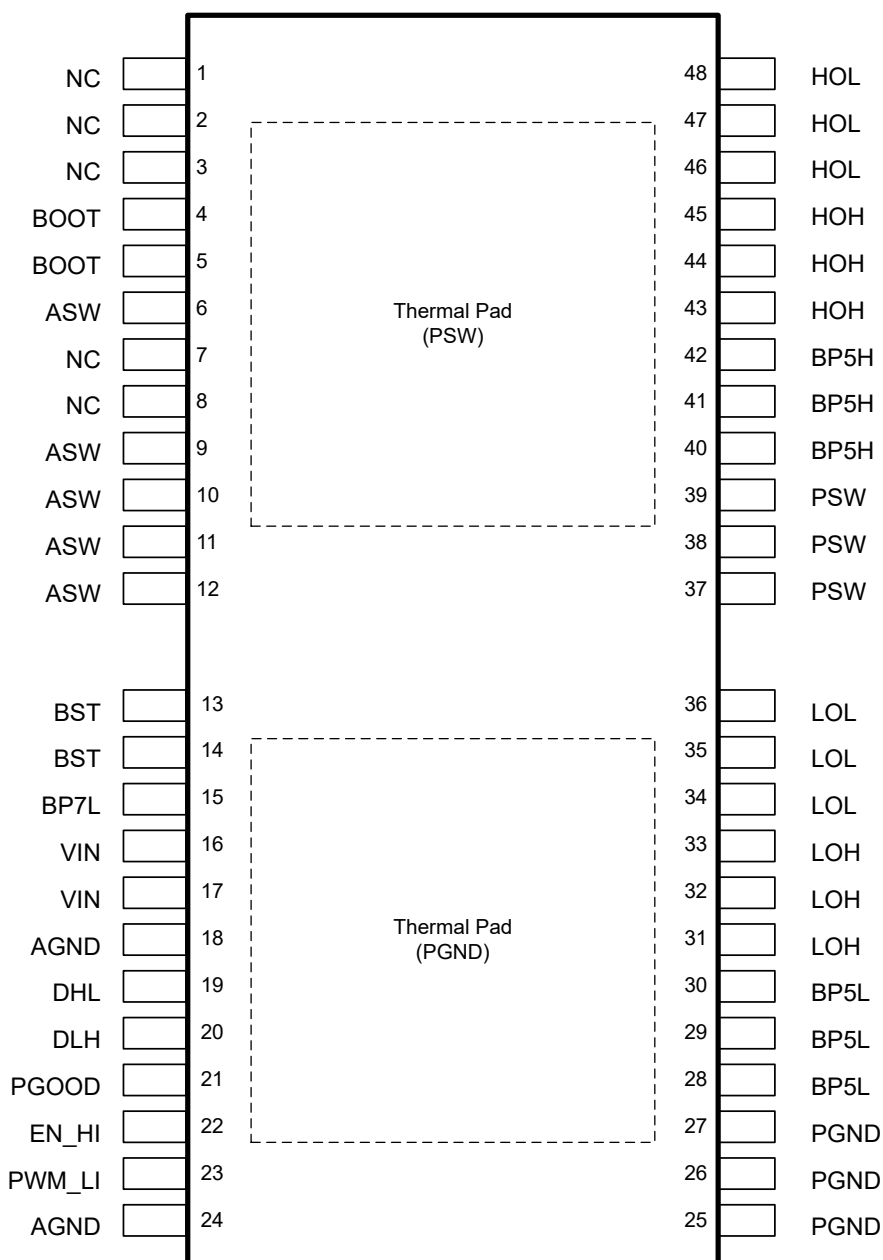 NC 1 48 HOL
NC 2 47 HOL
NC 3 46 HOL
BOOT 4 45 HOH
BOOT 5 44 HOH
ASW 6 43 HOH
Thermal Pad
(PSW)
NC 7 42 BP5H
NC 8 41 BP5H
ASW 9 40 BP5H
ASW 10 39 PSW
ASW 11 38 PSW
ASW 12 37 PSW
BST 13 36 LOL
BST 14 35 LOL
BP7L 15 34 LOL
VIN 16 33 LOH
VIN 17 32 LOH
AGND 18 31 LOH
Thermal Pad
(PGND)
DHL 19 30 BP5L
DLH 20 29 BP5L
PGOOD 21 28 BP5L
EN_HI 22 27 PGND
PWM_LI 23 26 PGND
AGND 24 25 PGND